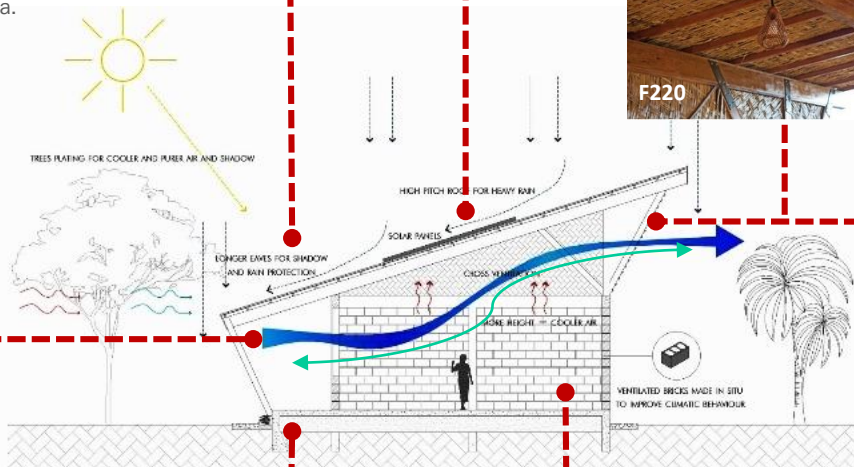 a.
F220
TREES PLATING FOR COOLER AND PURER AIR AND SHADOW
HIGH PITCH ROOF FOR HEAVY RAIN
SOLAR PANELS
LONGER EAVES FOR SHADOW
AND RAIN PROTECTION
CROSS VENTILATION
MORE HEIGHT = COOLER AIR
VENTILATED BRICKS MADE IN SITU
TO IMPROVE CLIMATIC BEHAVIOUR